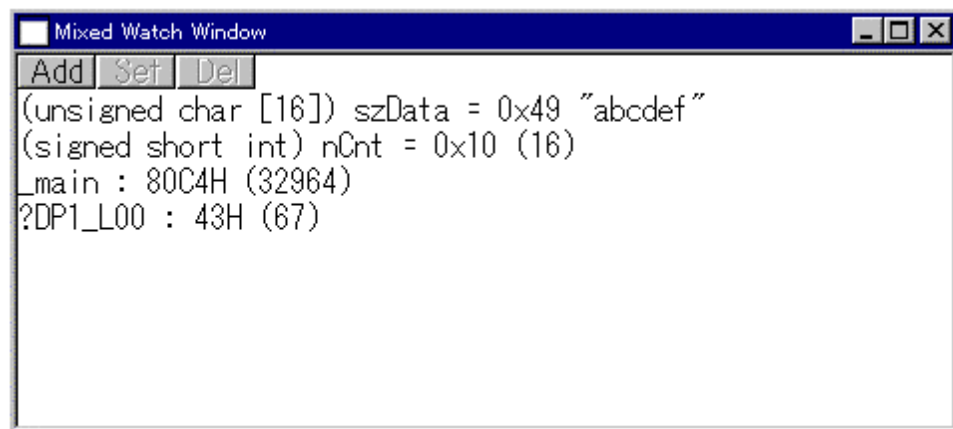 Mixed Watch Window
Add Set Del
(unsigned char [16]) szData = 0x49 "abcdef"
(signed short int) nCnt = 0x10 (16)
_main : 80C4H (32964)
?DP1_L00 : 43H (67)